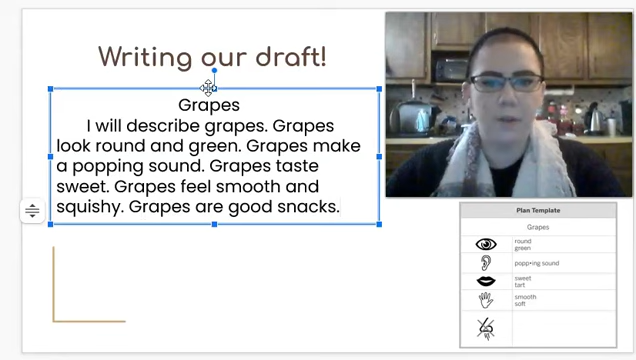 Writing our draft!
Grapes
I will describe grapes. Grapes
look round and green. Grapes make
a popping sound. Grapes taste
sweet. Grapes feel smooth and
squishy. Grapes are good snacks.
Plan Template
Grapes
round
green
popping sound
sweet
tart
smooth
soft